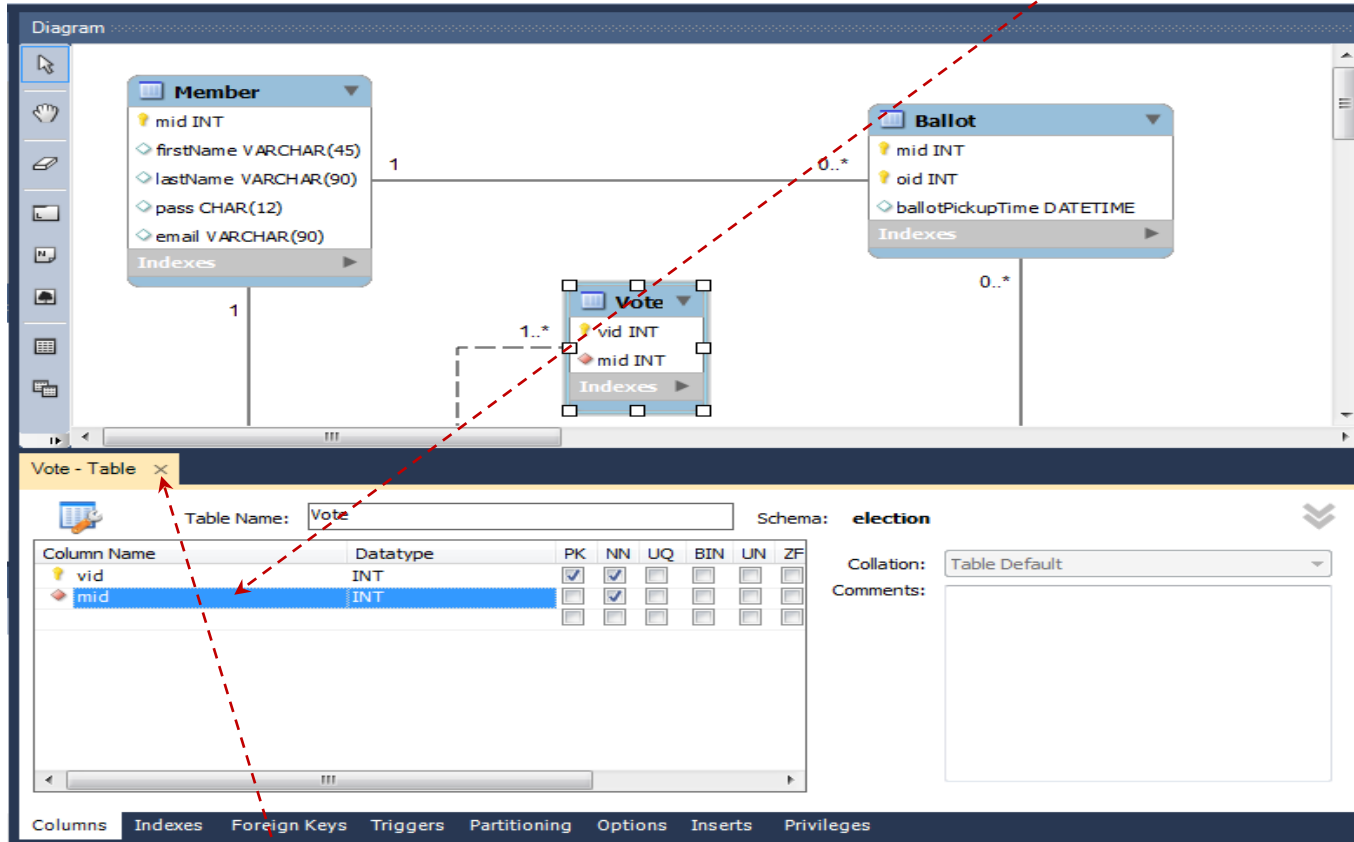 Diagram
Member
mid INT
firstName VARCHAR(45)
lastName VARCHAR(90)
pass CHAR(12)
email VARCHAR(90)
Indexes
1
0..*
Ballot
mid INT
oid INT
ballotPickupTime DATETIME
Indexes
1
0..*
1..*
Vote
vid INT
mid INT
Indexes
Vote - Table
Table Name: Vote Schema: election
Column Name Datatype PK NN UQ BIN UN ZF
vid INT
mid INT
Collation: Table Default
Comments:
Columns Indexes Foreign Keys Triggers Partitioning Options Inserts Privileges